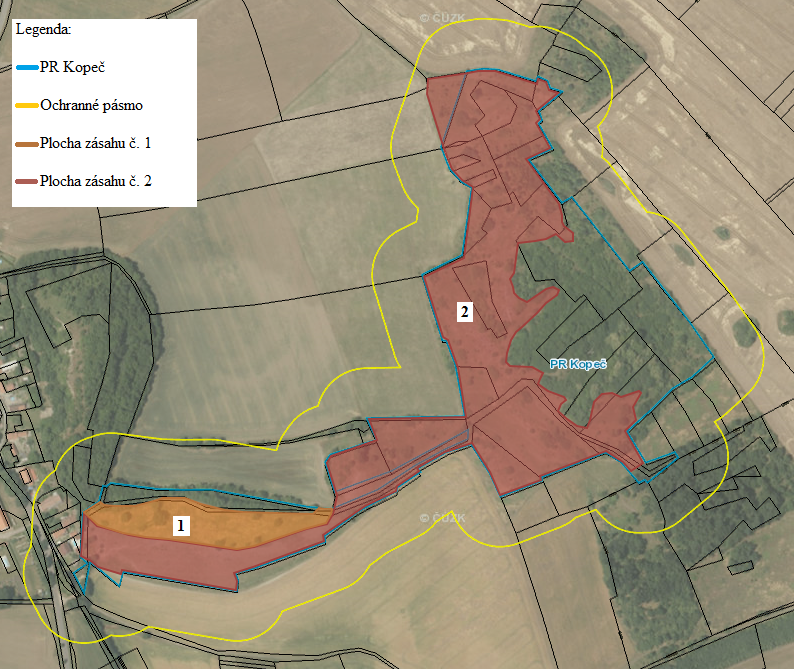 © ČÚZK
Legenda:
PR Kopeč
Ochranné pásmo
Plocha zásahu č. 1
Plocha zásahu č. 2
2
PR Kopeč
© ČÚZK
1